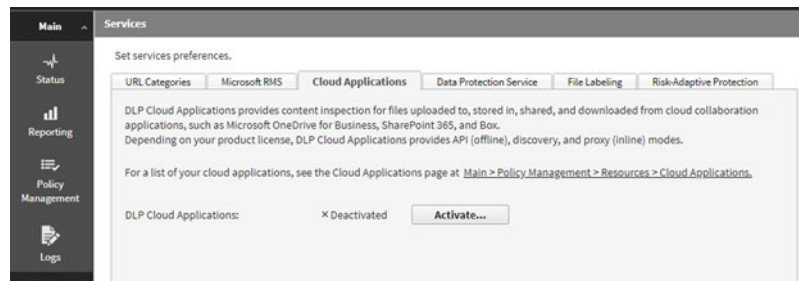 Main
Services
Status
Reporting
Policy
Management
Logs
Set services preferences.
URL Categories
Microsoft RMS
Cloud Applications
Data Protection Service
File Labeling
Risk-Adaptive Protection
DLP Cloud Applications provides content inspection for files uploaded to, stored in, shared, and downloaded from cloud collaboration
applications, such as Microsoft OneDrive for Business, SharePoint 365, and Box.
Depending on your product license, DLP Cloud Applications provides API (offline), discovery, and proxy (inline) modes.
For a list of your cloud applications, see the Cloud Applications page at Main > Policy Management > Resources > Cloud Applications.
DLP Cloud Applications:
× Deactivated
Activate...